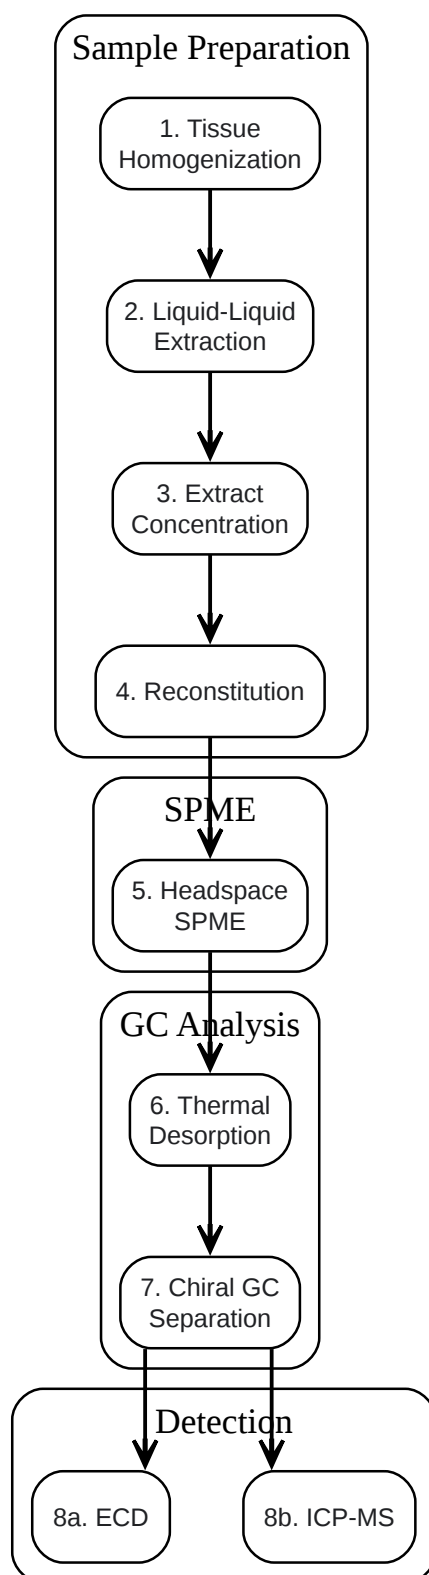 Sample Preparation
1. Tissue
Homogenization
2. Liquid-Liquid
Extraction
3. Extract
Concentration
4. Reconstitution
SPME
5. Headspace
SPME
GC Analysis
6. Thermal
Desorption
7. Chiral GC
Separation
Detection
8a. ECD
8b. ICP-MS